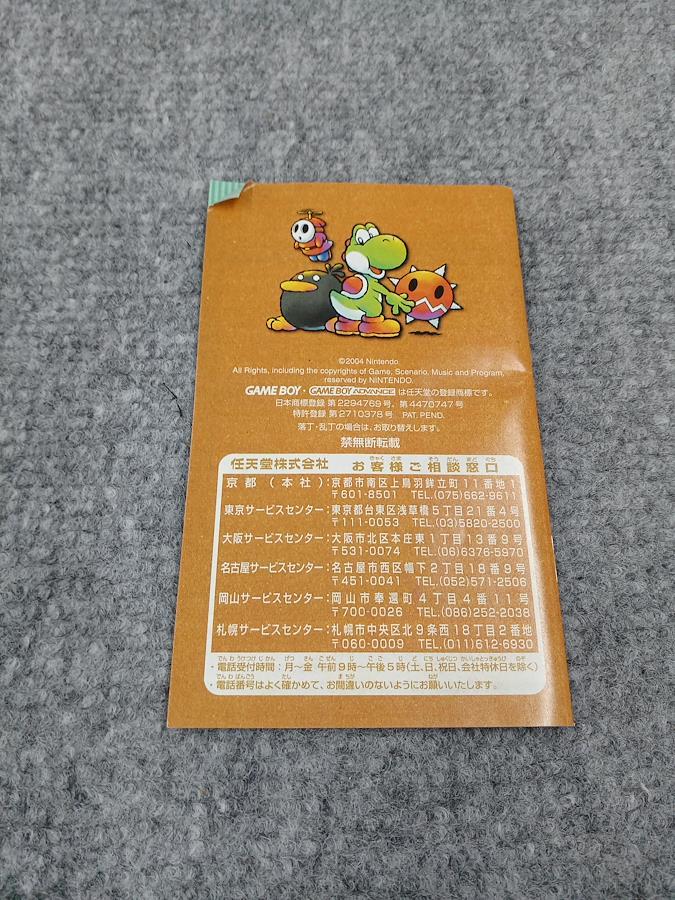 ©2004 Nintendo.
All Rights, including the copyrights of Game, Scenario, Music and Program,
reserved by NINTENDO.
GAME BOY・GAME BOY ADVANCE は任天堂の登録商標です。
日本商標登録 第2294769号、第4470747号
特許登録 第2710378号 PAT. PEND.
落丁・乱丁の場合は、お取り替えします。
禁無断転載
任天堂株式会社 お客様ご相談窓口
京都(本社):京都市南区上鳥羽鉾立町11番地1
〒601-8501 TEL.(075)662-9611
東京サービスセンター:東京都台東区浅草橋5丁目21番4号
〒111-0053 TEL.(03)5820-2500
大阪サービスセンター:大阪市北区本庄東1丁目13番9号
〒531-0074 TEL.(06)6376-5970
名古屋サービスセンター:名古屋市西区幅下2丁目18番9号
〒451-0041 TEL.(052)571-2506
岡山サービスセンター:岡山市奉還町4丁目4番11号
〒700-0026 TEL.(086)252-2038
札幌サービスセンター:札幌市中央区北9条西18丁目2番地
〒060-0009 TEL.(011)612-6930
・電話受付時間:月~金 午前9時~午後5時(土、日、祝日、会社特休日を除く)
・電話番号はよく確かめて、お間違いのないようにお願いいたします。